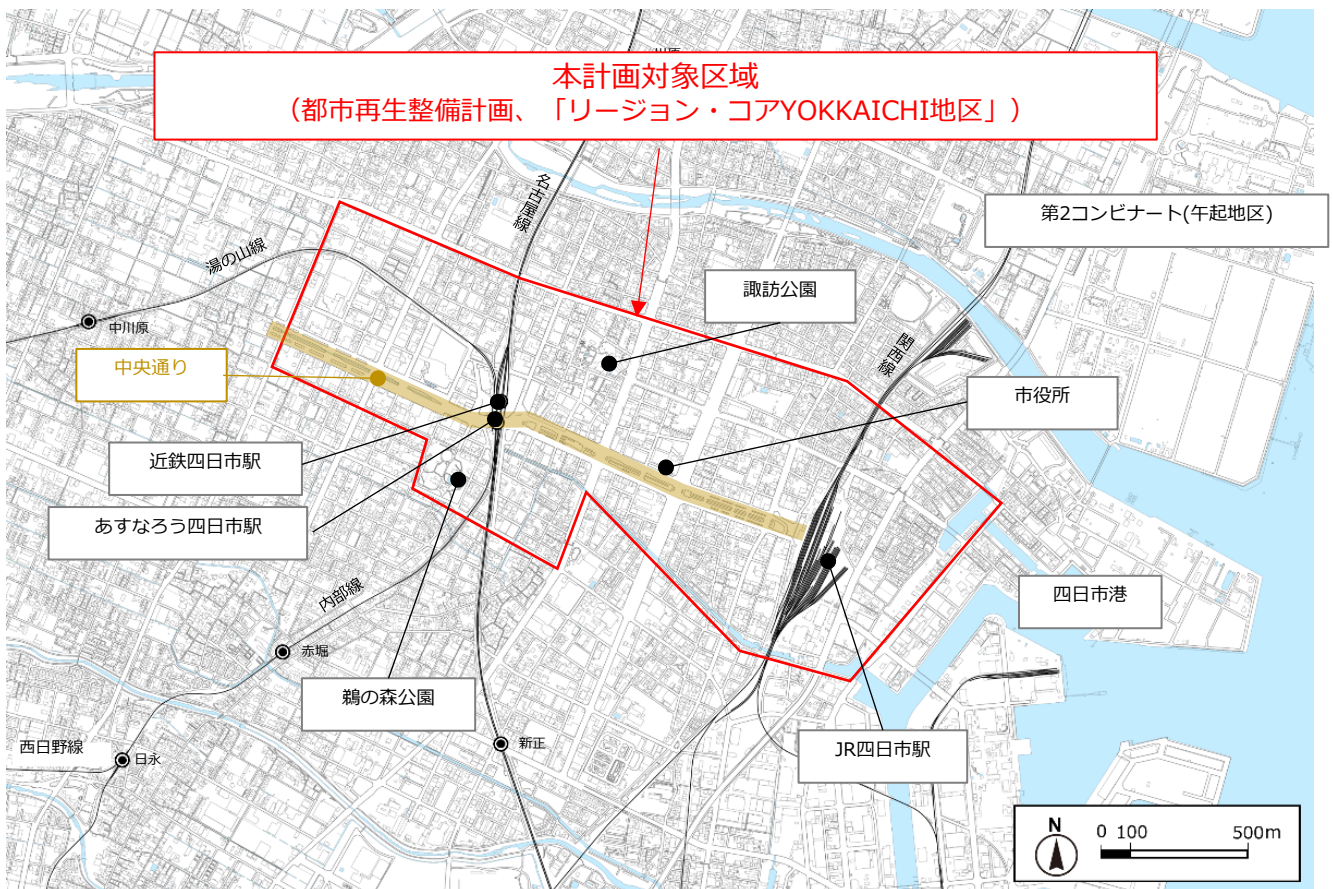 本計画対象区域
（都市再生整備計画、「リージョン・コアYOKKAICHI地区」）
名古屋線
第2コンビナート(午起地区)
湯の山線
諏訪公園
中川原
関西線
中央通り
市役所
近鉄四日市駅
あすなろう四日市駅
内部線
四日市港
赤堀
鵜の森公園
西日野線
日永
新正
JR四日市駅
N
0 100 500m